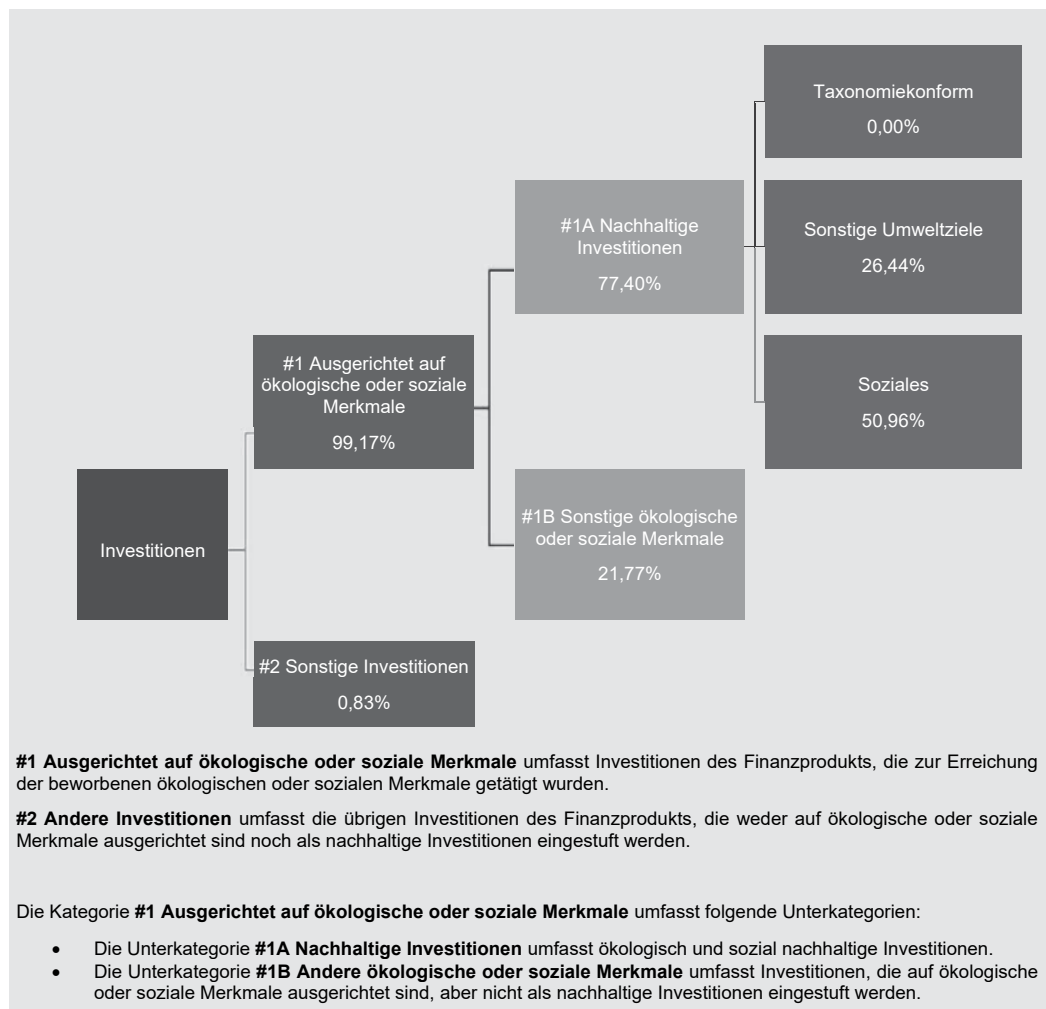 Taxonomiekonform
0,00%
#1A Nachhaltige
Investitionen
77,40%
Sonstige Umweltziele
26,44%
#1 Ausgerichtet auf
ökologische oder soziale
Merkmale
99,17%
Soziales
50,96%
Investitionen
#1B Sonstige ökologische
oder soziale Merkmale
21,77%
#2 Sonstige Investitionen
0,83%
#1 Ausgerichtet auf ökologische oder soziale Merkmale umfasst Investitionen des Finanzprodukts, die zur Erreichung
der beworbenen ökologischen oder sozialen Merkmale getätigt wurden.
#2 Andere Investitionen umfasst die übrigen Investitionen des Finanzprodukts, die weder auf ökologische oder soziale
Merkmale ausgerichtet sind noch als nachhaltige Investitionen eingestuft werden.
Die Kategorie #1 Ausgerichtet auf ökologische oder soziale Merkmale umfasst folgende Unterkategorien:
• Die Unterkategorie #1A Nachhaltige Investitionen umfasst ökologisch und sozial nachhaltige Investitionen.
• Die Unterkategorie #1B Andere ökologische oder soziale Merkmale umfasst Investitionen, die auf ökologische
oder soziale Merkmale ausgerichtet sind, aber nicht als nachhaltige Investitionen eingestuft werden.